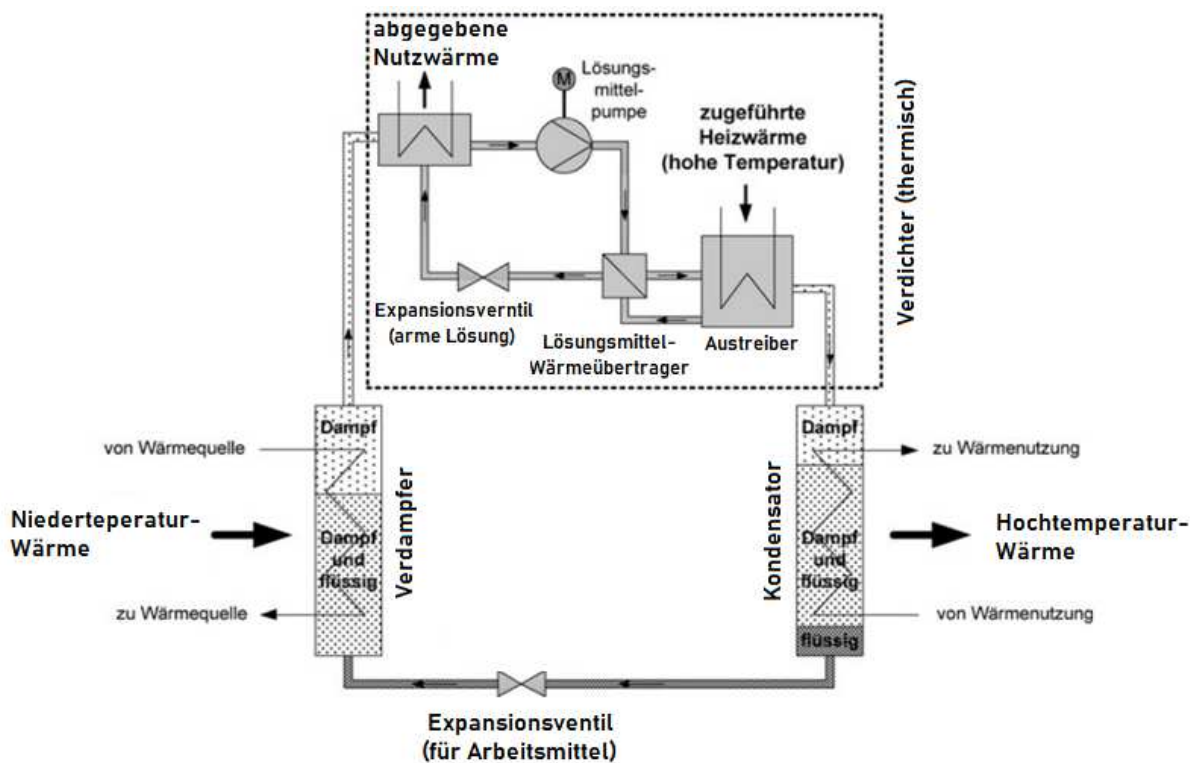 abgegebene
Nutzwärme
M
Lösungs-
mittel-
pumpe
zugeführte
Heizwärme
(hohe Temperatur)
Verdichter (thermisch)
Expansionsverntil
(arme Lösung)
Lösungsmittel-
Wärmeübertrager
Austreiber
Dampf
von Wärmequelle
Niederteperatur-
Wärme
Dampf
und
flüssig
zu Wärmequelle
Verdampfer
Kondensator
Dampf
zu Wärmenutzung
Dampf
und
flüssig
Hochtemperatur-
Wärme
von Wärmenutzung
flüssig
Expansionsventil
(für Arbeitsmittel)